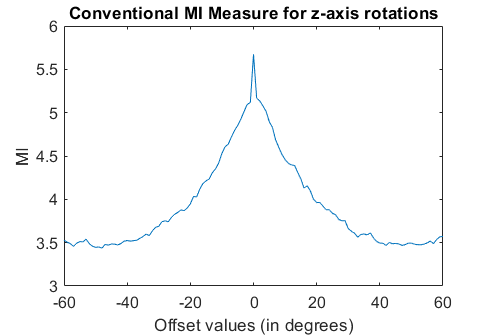 Conventional MI Measure for z-axis rotations
6
5.5
5
4.5
4
3.5
3
MI
-60 -40 -20 0 20 40 60
Offset values (in degrees)